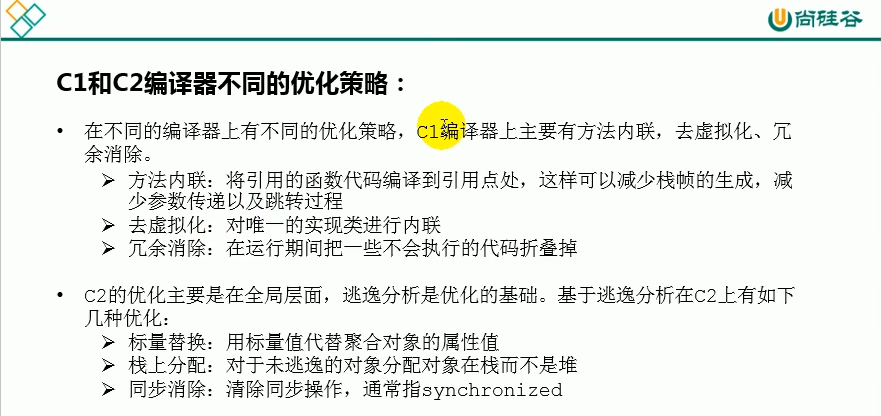 尚硅谷
C1和C2编译器不同的优化策略：
• 在不同的编译器上有不同的优化策略，C1编译器上主要有方法内联，去虚拟化、冗
余消除。
➢ 方法内联：将引用的函数代码编译到引用点处，这样可以减少栈帧的生成，减
少参数传递以及跳转过程
➢ 去虚拟化：对唯一的实现类进行内联
➢ 冗余消除：在运行期间把一些不会执行的代码折叠掉
• C2的优化主要是在全局层面，逃逸分析是优化的基础。基于逃逸分析在C2上有如下
几种优化：
➢ 标量替换：用标量值代替聚合对象的属性值
➢ 栈上分配：对于未逃逸的对象分配对象在栈而不是堆
➢ 同步消除：清除同步操作，通常指synchronized